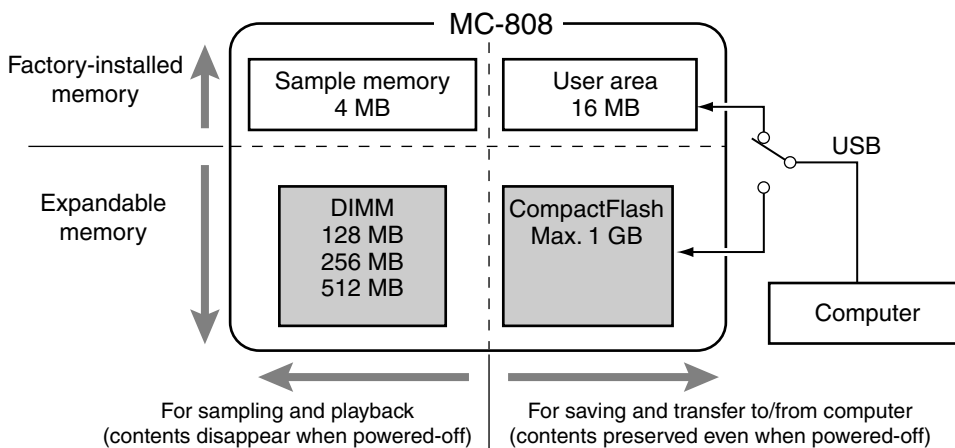 MC-808
Factory-installed
memory
Sample memory
4 MB
User area
16 MB
USB
Expandable
memory
DIMM
128 MB
256 MB
512 MB
CompactFlash
Max. 1 GB
Computer
For sampling and playback
(contents disappear when powered-off)
For saving and transfer to/from computer
(contents preserved even when powered-off)